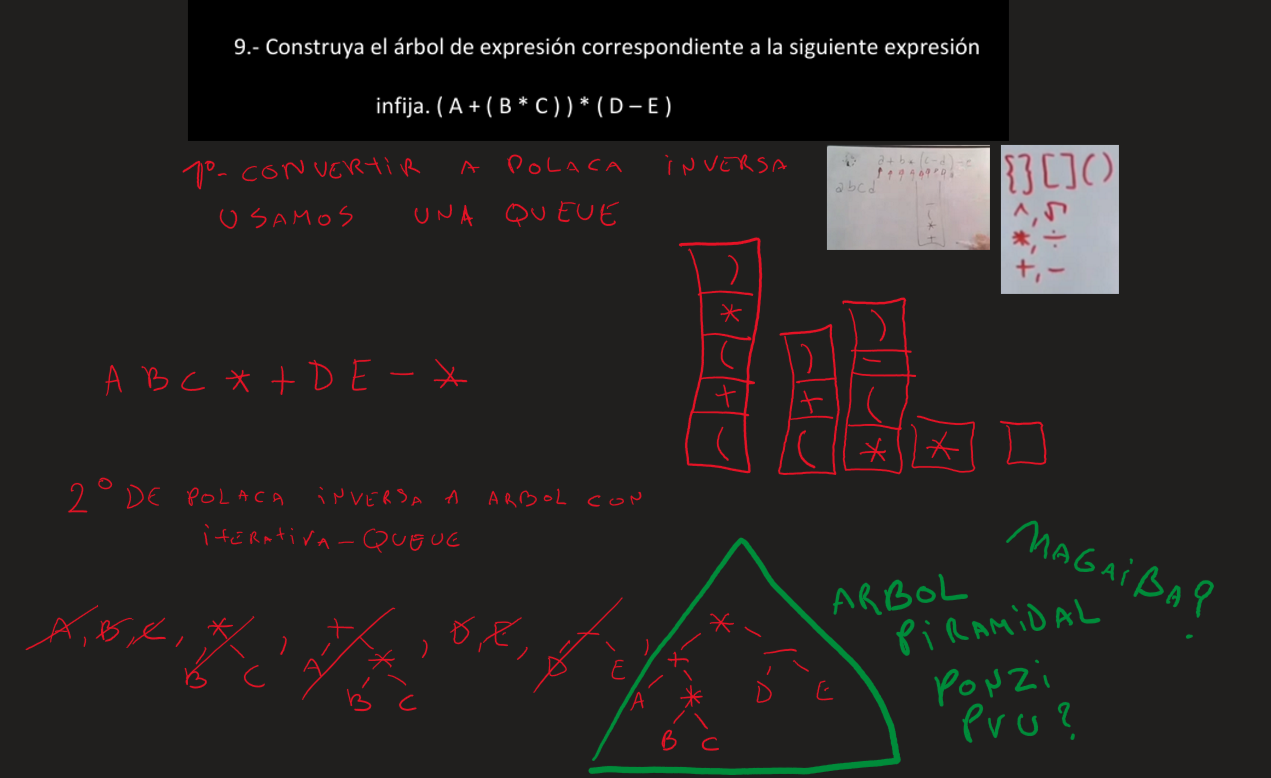 9.- Construya el árbol de expresión correspondiente a la siguiente expresión
infija. ( A + ( B * C ) ) * ( D – E )
1º- CONVERTIR A POLACA INVERSA
USAMOS UNA QUEUE
a + b * (c - d) - e
a b c d
-
(
*
+
{ } [ ] ( )
^, √
*, ÷
+, -
)
*
(
+
(
)
+
(
)
-
(
*
*
A B C * + D E - *
2º DE POLACA INVERSA A ARBOL CON
ITERATIVA - QUEUE
A, B, C, * B C , + A * B C , D, E, - D E ,
*
+ -
A * D E
B C
MAGAIBA?
ARBOL
PIRAMIDAL
PONZI
PVU?